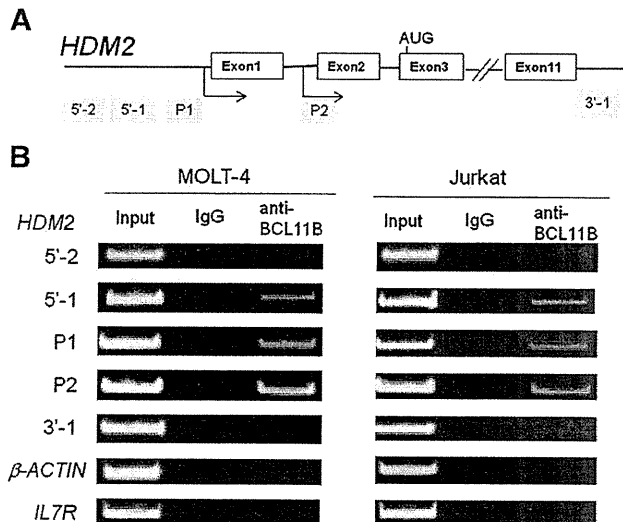 A
HDM2
AUG
Exon1 Exon2 Exon3 Exon11
5'-2 5'-1 P1 P2 3'-1
B
MOLT-4 Jurkat
HDM2 Input IgG anti-BCL11B Input IgG anti-BCL11B
5'-2
5'-1
P1
P2
3'-1
β-ACTIN
IL7R